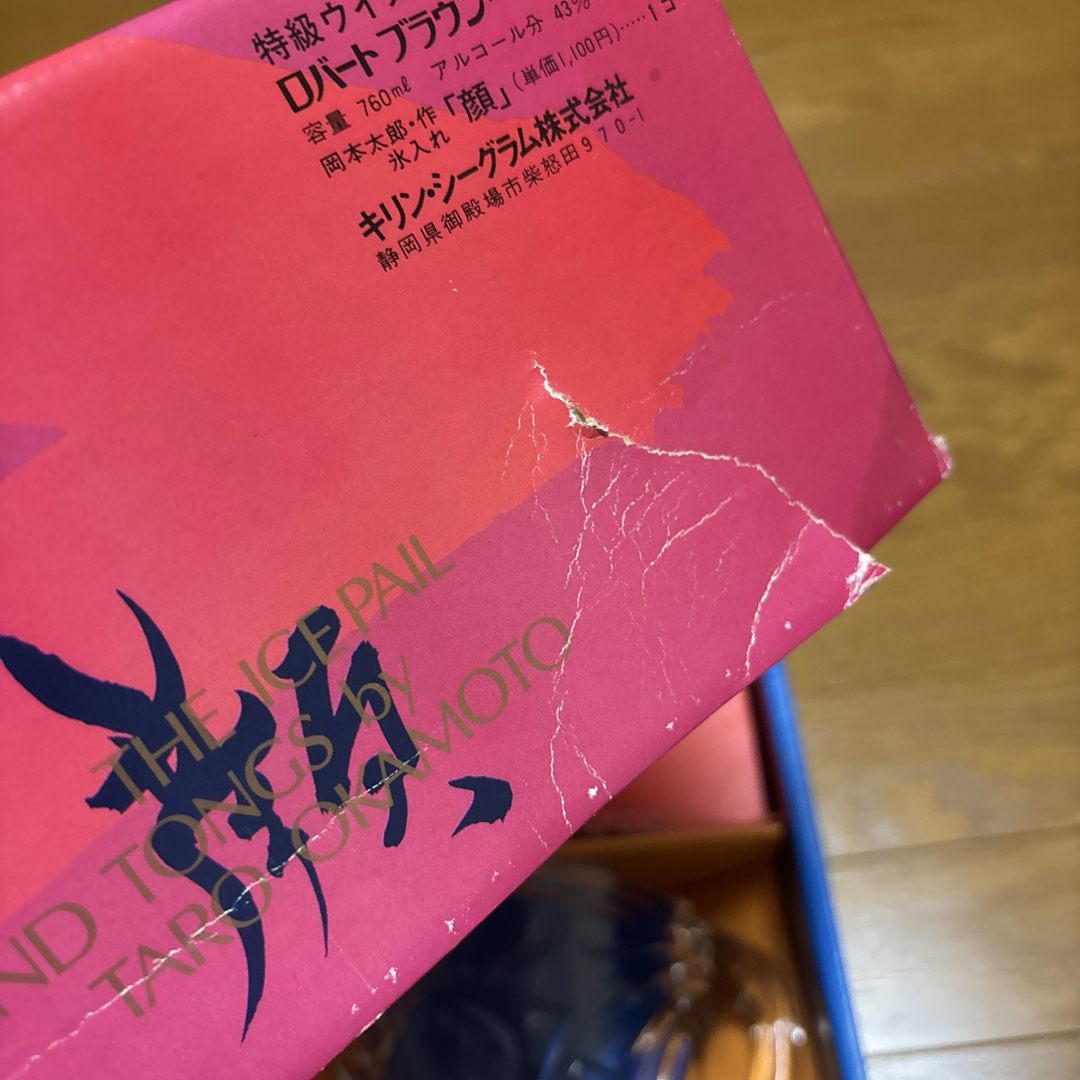 特級ウイ
ロバートブラウン
容量 760ml アルコール分 43%
岡本太郎・作
氷入れ
「顔」(単価1,100円)……1コ
キリン・シーグラム株式会社
静岡県御殿場市柴怒田970-1
THE ICE PAIL
AND TONGS by
TARO OKAMOTO